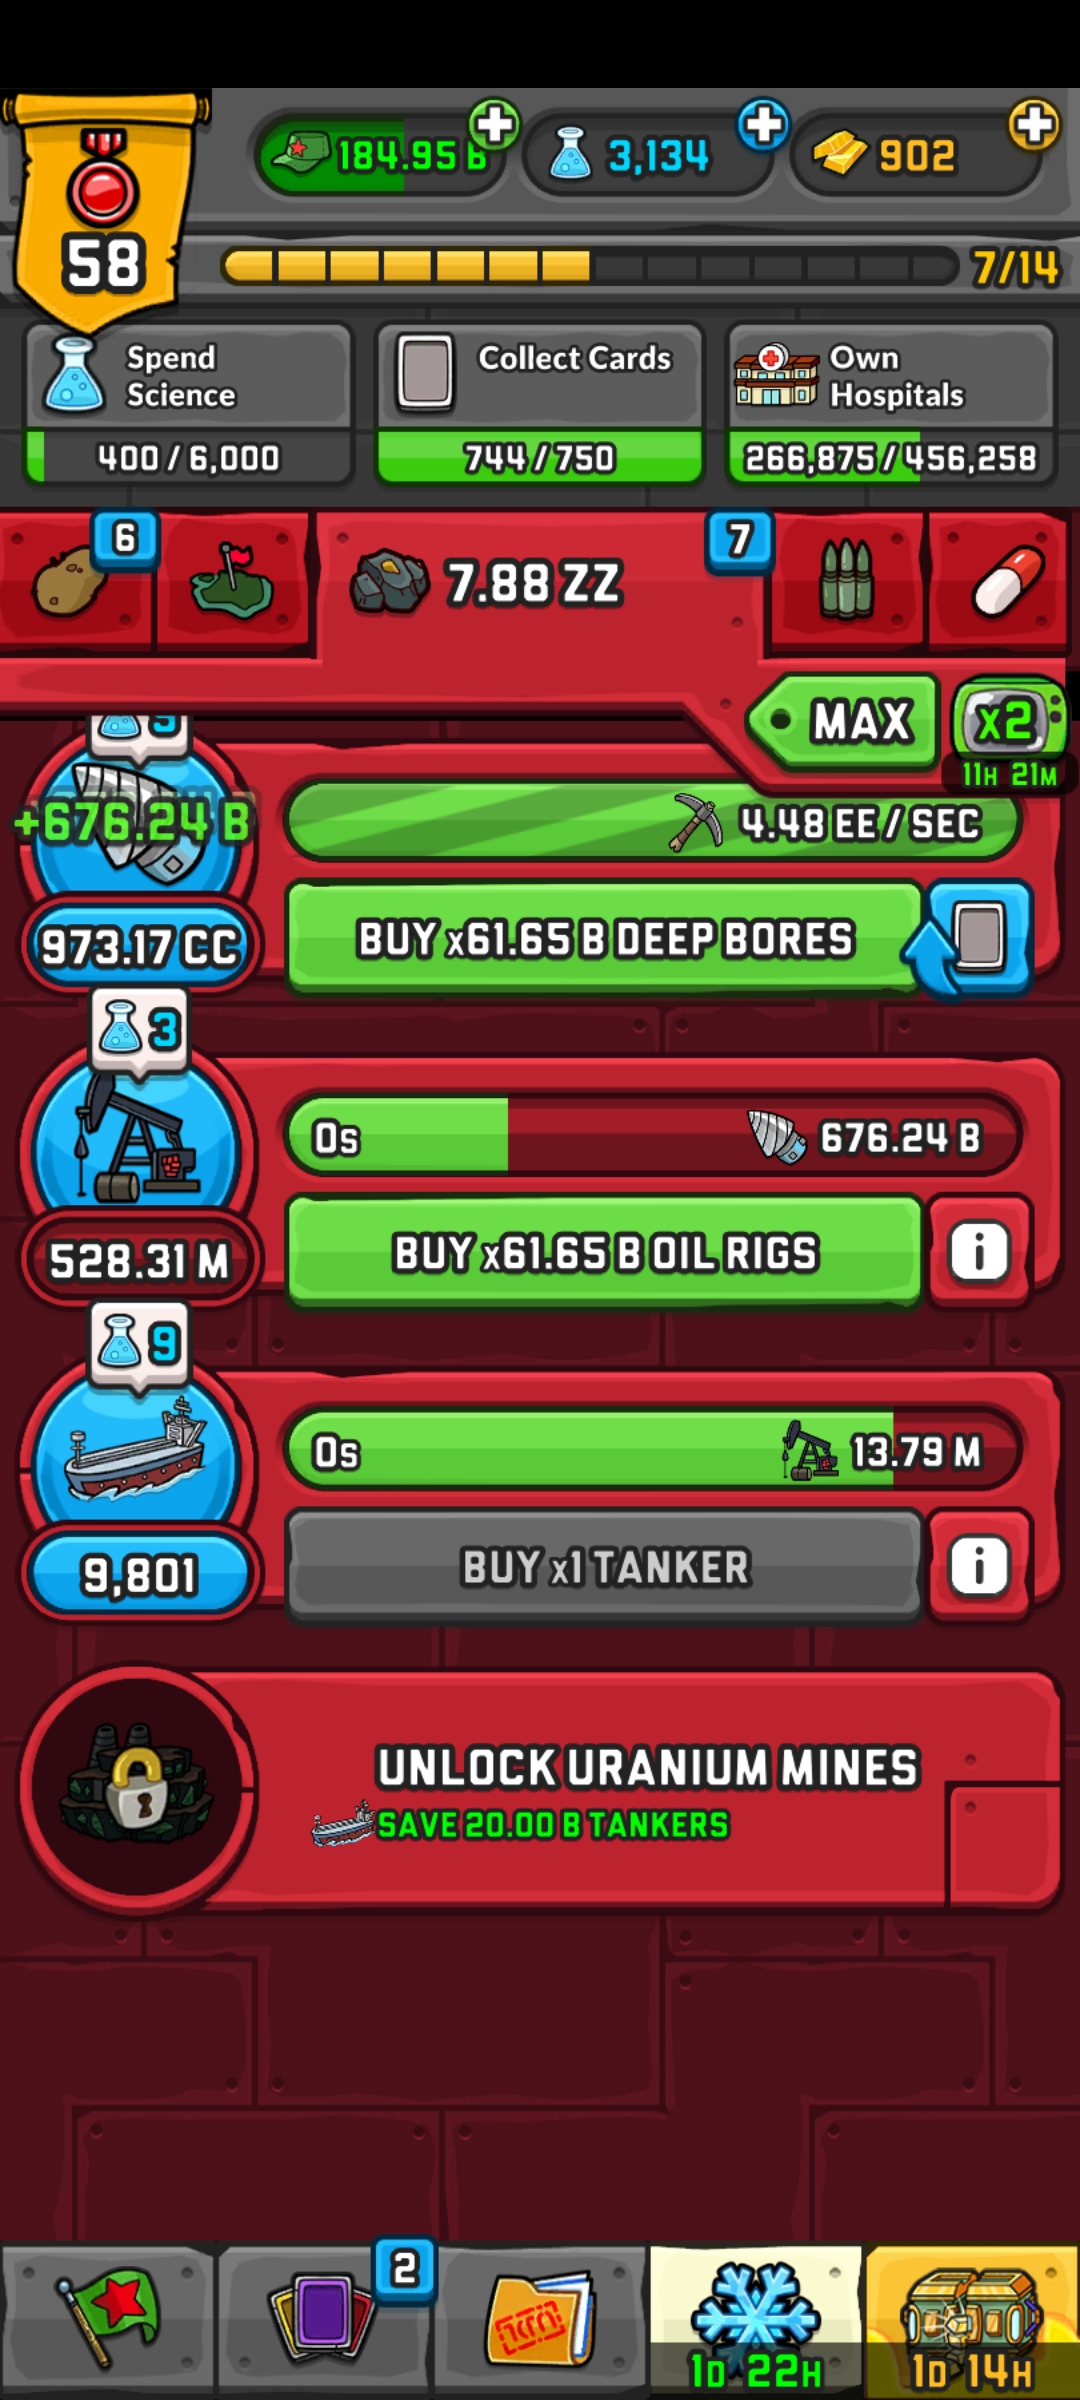 184.95 B
3,134
902
58
7/14
Spend
Science
Collect Cards
Own
Hospitals
400 / 6,000
744 / 750
266,875 / 456,258
6
7.88 ZZ
7
MAX
x2
11H 21M
+676.24 B
4.48 EE / SEC
973.17 CC
BUY x61.65 B DEEP BORES
3
0s
676.24 B
528.31 M
BUY x61.65 B OIL RIGS
i
9
0s
13.79 M
9,801
BUY x1 TANKER
i
UNLOCK URANIUM MINES
SAVE 20.00 B TANKERS
2
1D 22H
1D 14H